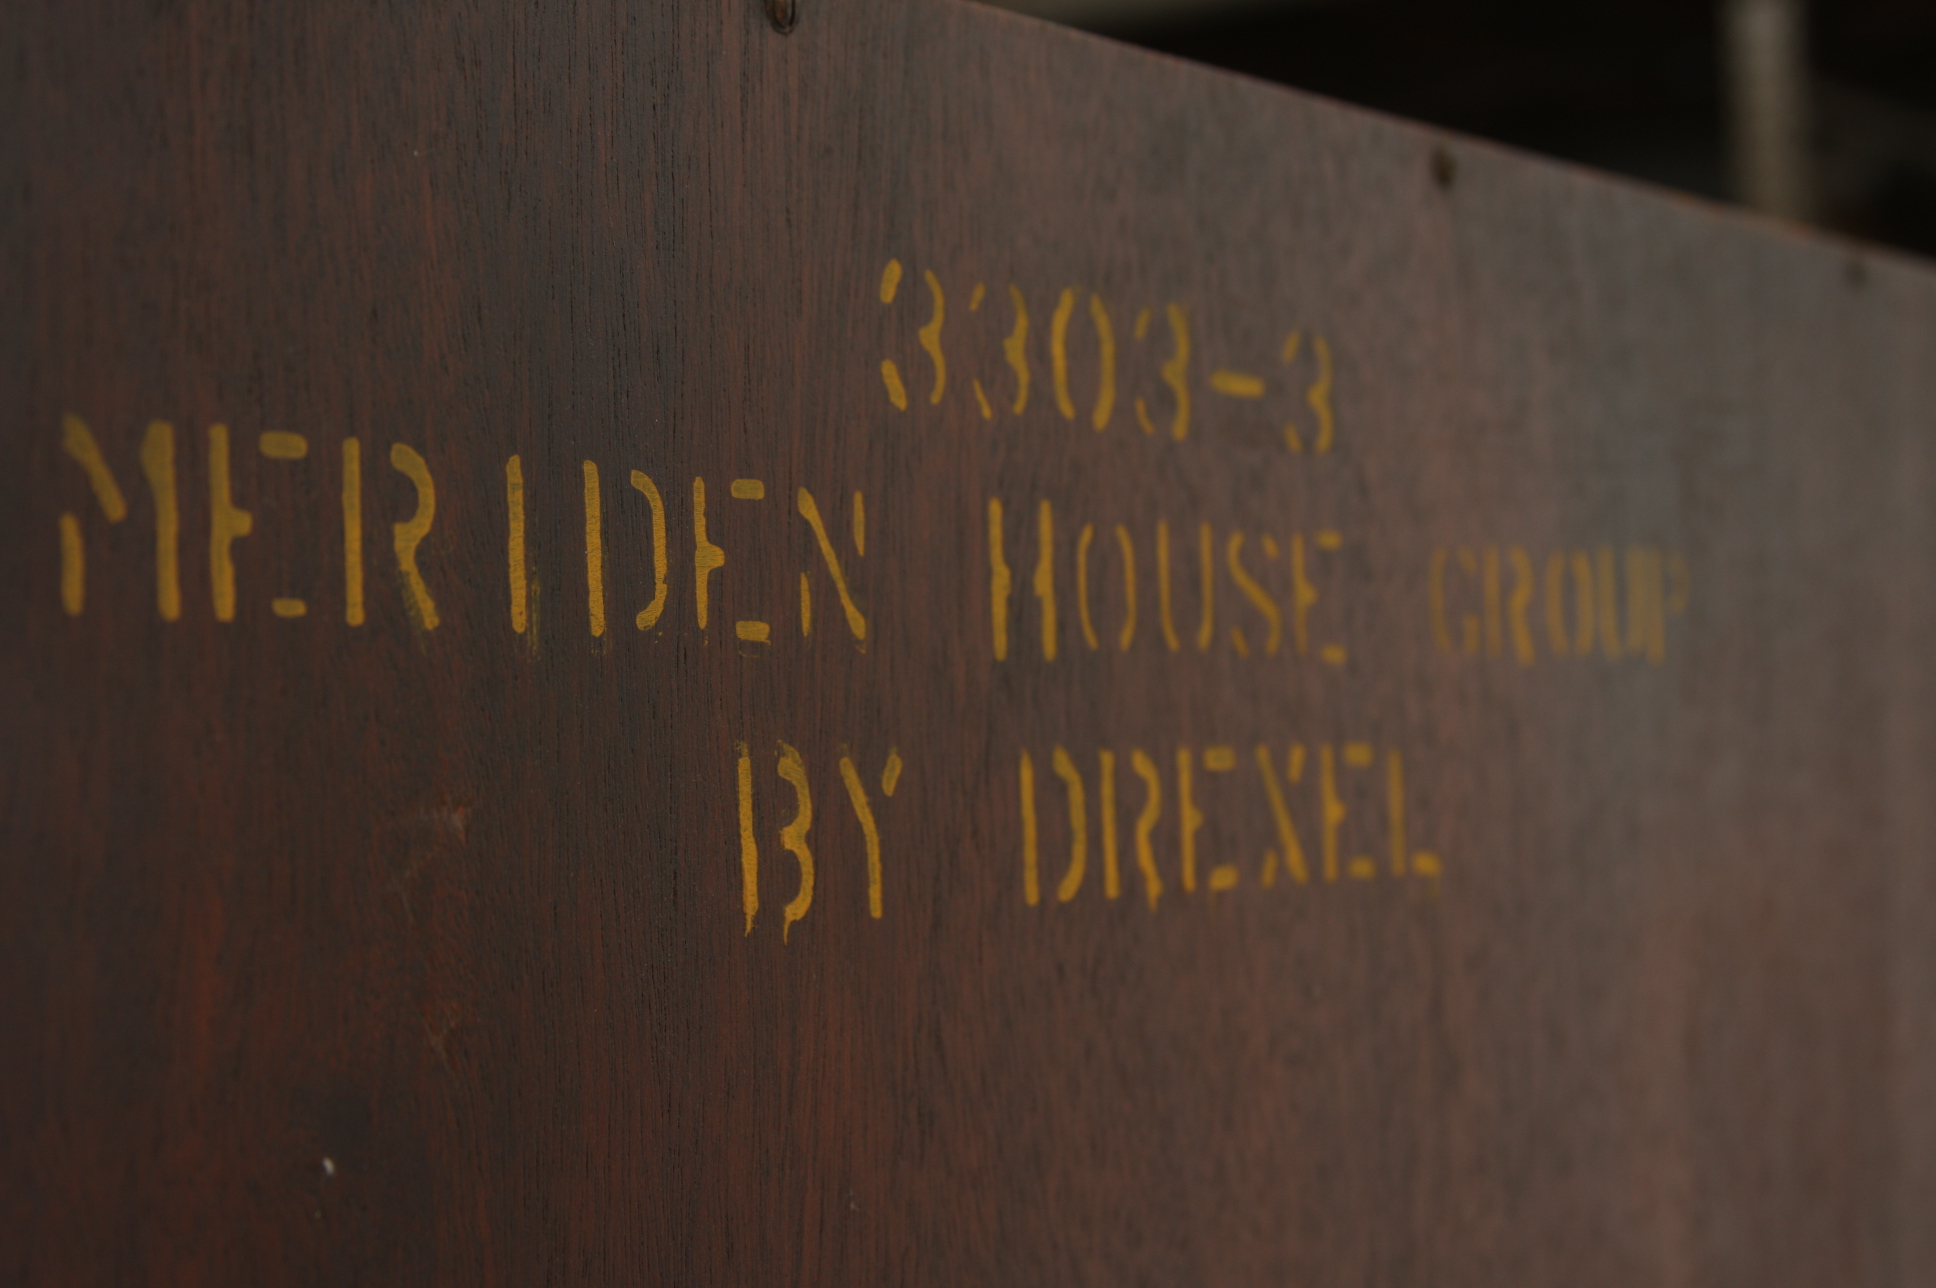 3303-3
MERIDEN HOUSE GROUP
BY DREXEL